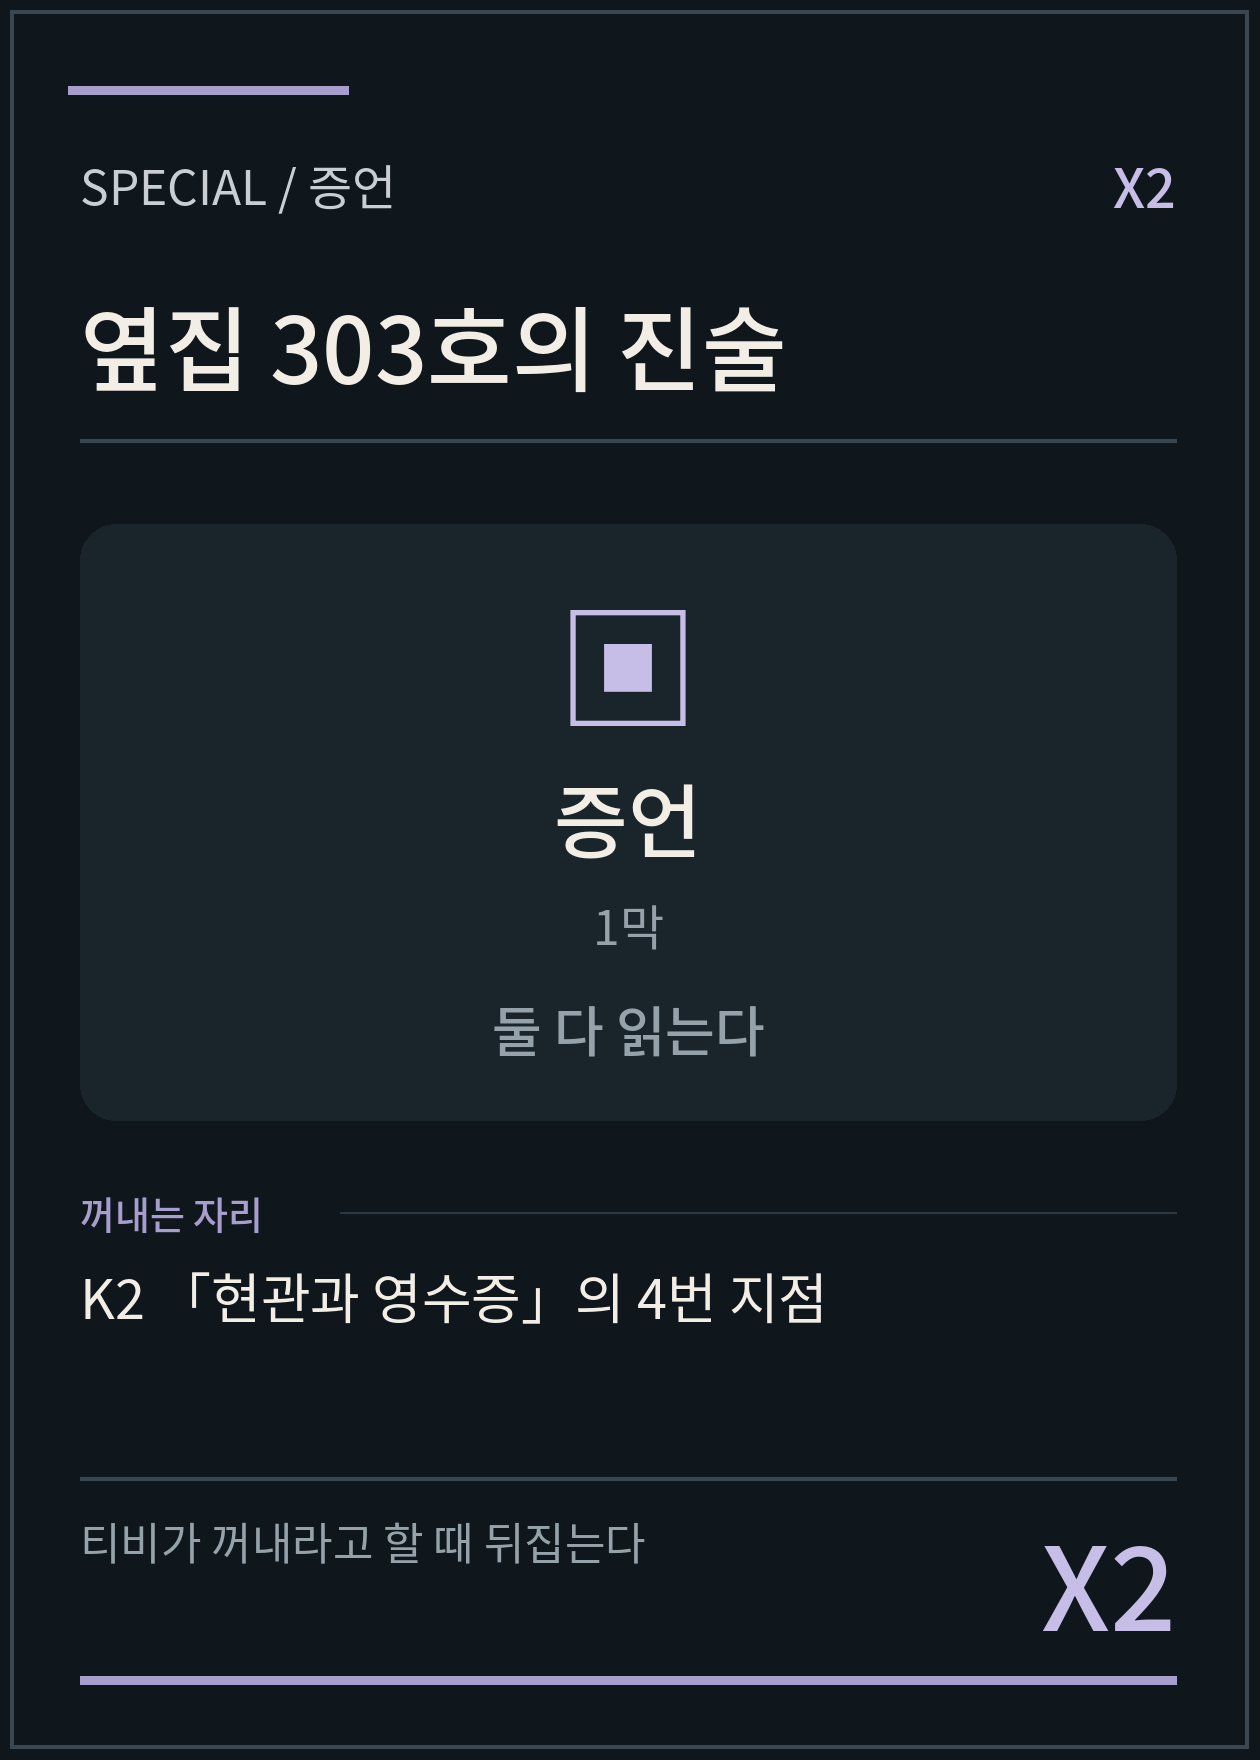 SPECIAL / 증언
X2
옆집 303호의 진술
증언
1막
둘 다 읽는다
꺼내는 자리
K2 「현관과 영수증」의 4번 지점
티비가 꺼내라고 할 때 뒤집는다
X2